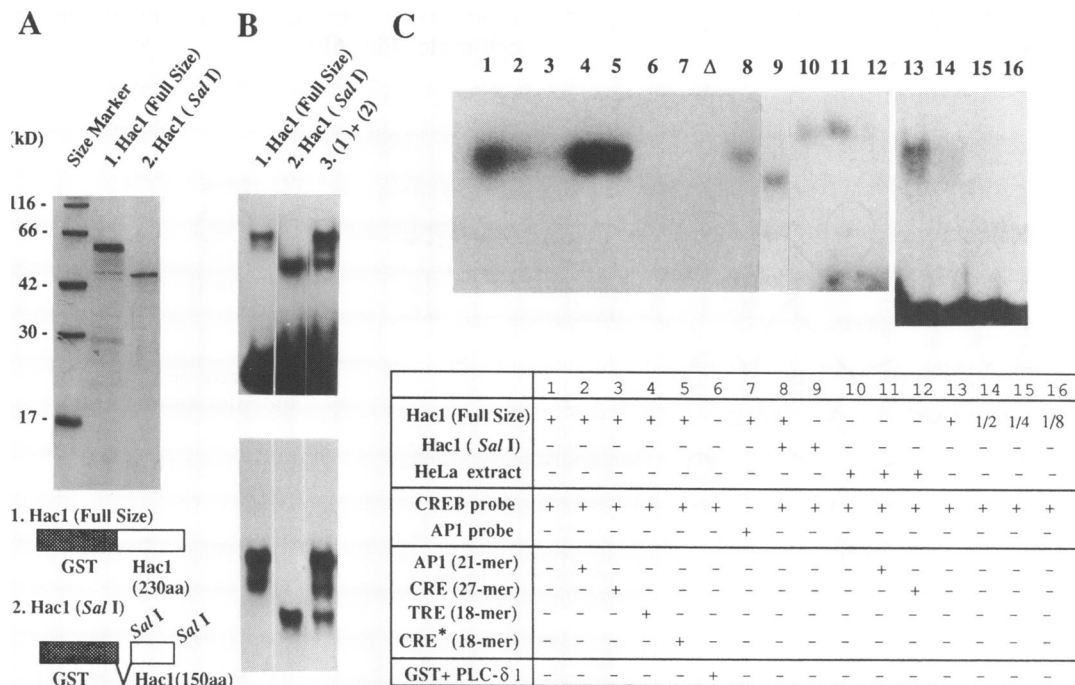 A
B
C
(kD)
Size Marker
1. Hac1 (Full Size)
2. Hac1 (Sal I)
116 -
66 -
42 -
30 -
17 -
1. Hac1 (Full Size)
GST
Hac1
(230aa)
2. Hac1 (Sal I)
Sal I
Sal I
GST
Hac1(150aa)
1. Hac1 (Full Size)
2. Hac1 (Sal I)
3. (1)+ (2)
1 2 3 4 5 6 7 Δ 8 9 10 11 12 13 14 15 16
1 2 3 4 5 6 7 8 9 10 11 12 13 14 15 16
Hac1 (Full Size) + + + + + – + + – – – – + 1/2 1/4 1/8
Hac1 ( Sal I) – – – – – – – + + – – – – – – –
HeLa extract – – – – – – – – – + + + – – – –
CREB probe + + + + + + – + + + + + + + + +
AP1 probe – – – – – – + – – – – – – – – –
AP1 (21-mer) – + – – – – – – – – + – – – – –
CRE (27-mer) – – + – – – – – – – – + – – – –
TRE (18-mer) – – – + – – – – – – – – – – – –
CRE* (18-mer) – – – – + – – – – – – – – – – –
GST+ PLC-δ1 – – – – – + – – – – – – – – – –